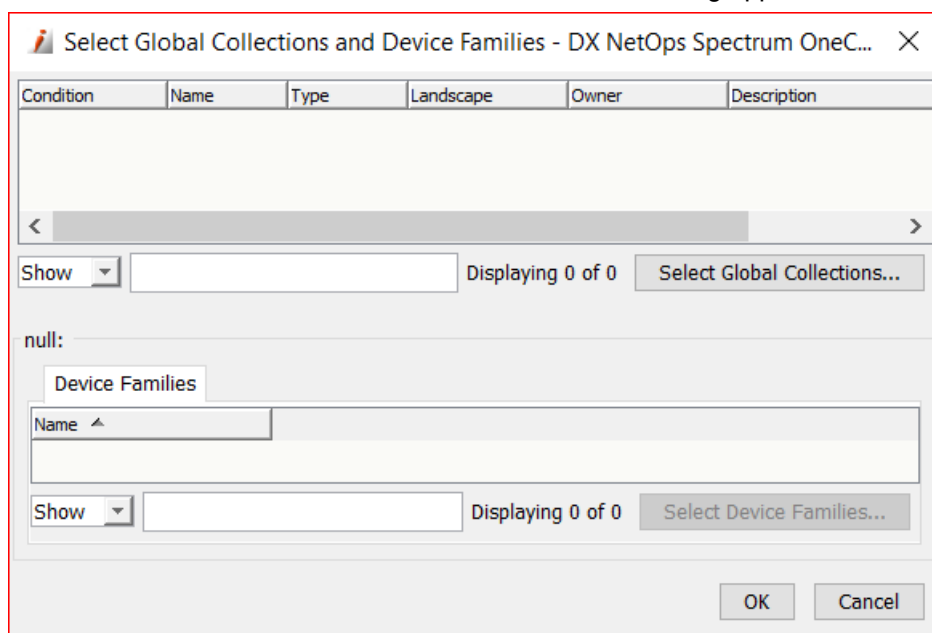 Select Global Collections and Device Families - DX NetOps Spectrum OneC...
Condition Name Type Landscape Owner Description
Show Displaying 0 of 0 Select Global Collections...
null:
Device Families
Name
Show Displaying 0 of 0 Select Device Families...
OK Cancel